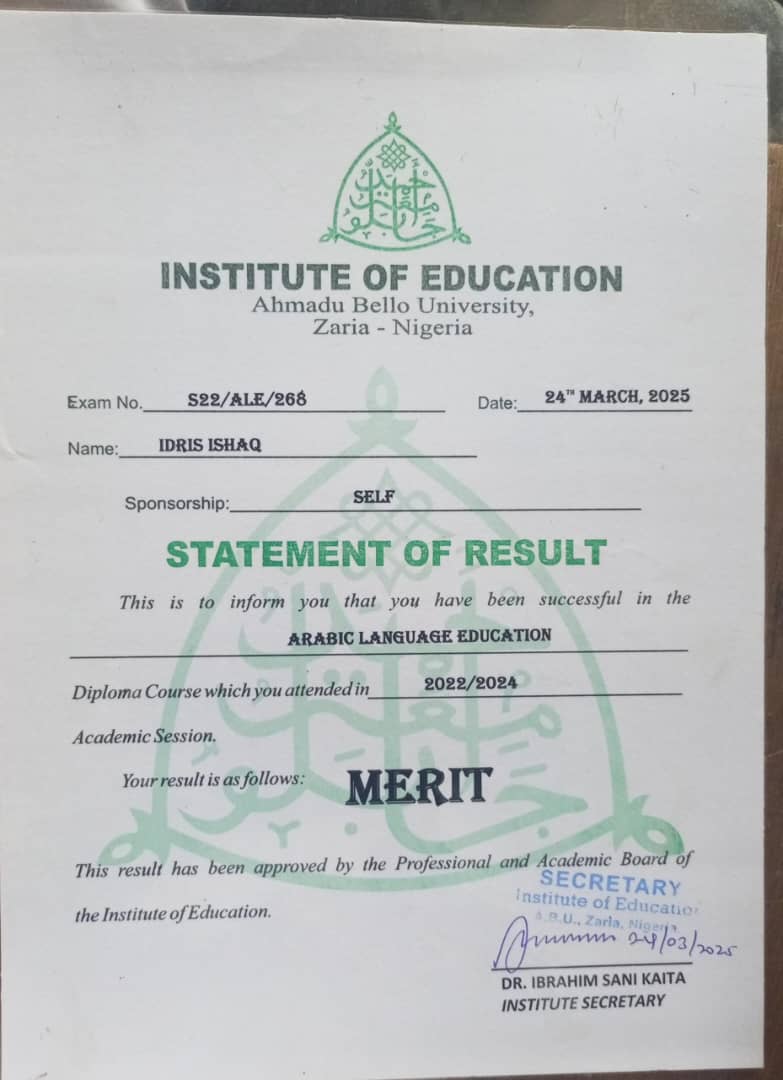 INSTITUTE OF EDUCATION
Ahmadu Bello University,
Zaria - Nigeria
Exam No. S22/ALE/268 Date: 24TH MARCH, 2025
Name: IDRIS ISHAQ
Sponsorship: SELF
STATEMENT OF RESULT
This is to inform you that you have been successful in the
ARABIC LANGUAGE EDUCATION
Diploma Course which you attended in 2022/2024
Academic Session.
Your result is as follows: MERIT
This result has been approved by the Professional and Academic Board of
the Institute of Education.
SECRETARY
Institute of Education
A.B.U., Zaria, Nigeria
24/03/2025
DR. IBRAHIM SANI KAITA
INSTITUTE SECRETARY